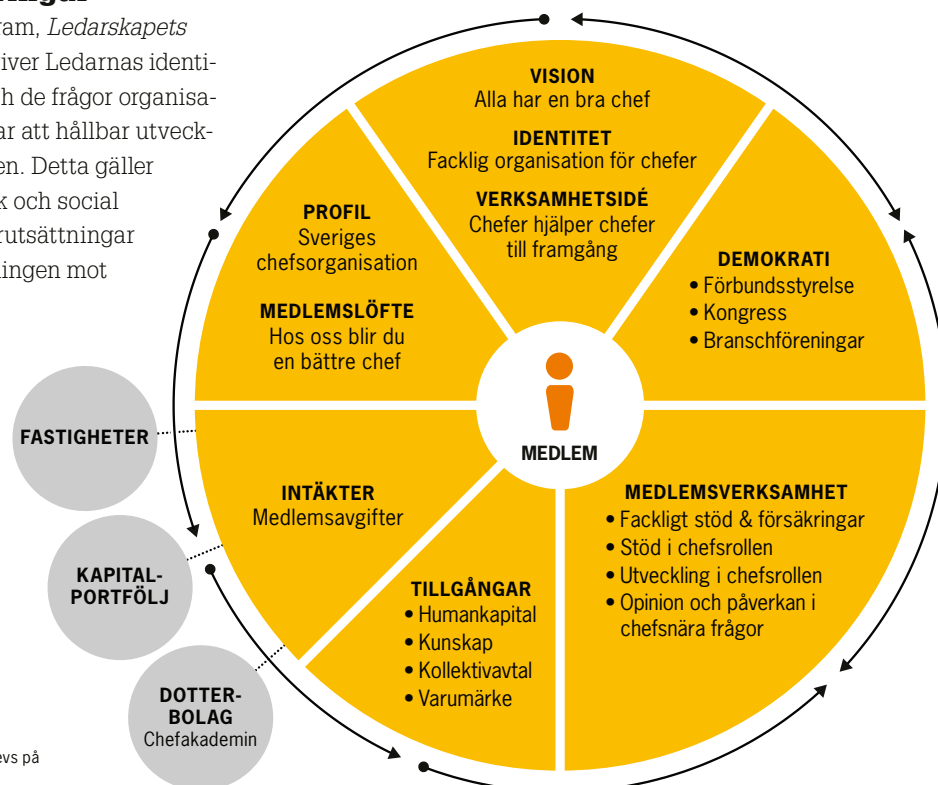 ram, Ledarskapets
iver Ledarnas identi-
h de frågor organisa-
ar att hållbar utveck-
en. Detta gäller
k och social
rutsättningar
ningen mot
VISION
Alla har en bra chef
IDENTITET
Facklig organisation för chefer
VERKSAMHETSIDÉ
Chefer hjälper chefer
till framgång
PROFIL
Sveriges
chefsorganisation
MEDLEMSLÖFTE
Hos oss blir du
en bättre chef
DEMOKRATI
• Förbundsstyrelse
• Kongress
• Branschföreningar
MEDLEM
FASTIGHETER
INTÄKTER
Medlemsavgifter
MEDLEMSVERKSAMHET
• Fackligt stöd & försäkringar
• Stöd i chefsrollen
• Utveckling i chefsrollen
• Opinion och påverkan i
chefsnära frågor
KAPITAL-
PORTFÖLJ
TILLGÅNGAR
• Humankapital
• Kunskap
• Kollektivavtal
• Varumärke
DOTTER-
BOLAG
Chefakademin
evs på